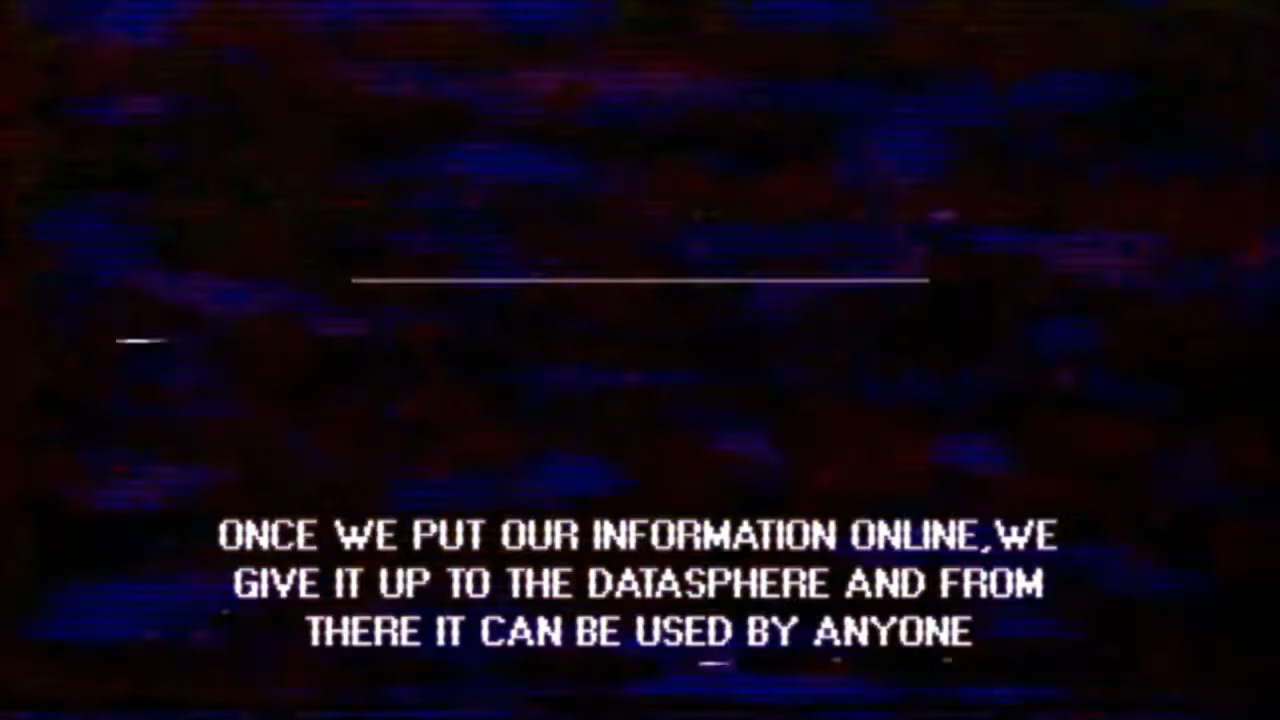 ONCE WE PUT OUR INFORMATION ONLINE,WE
GIVE IT UP TO THE DATASPHERE AND FROM
THERE IT CAN BE USED BY ANYONE